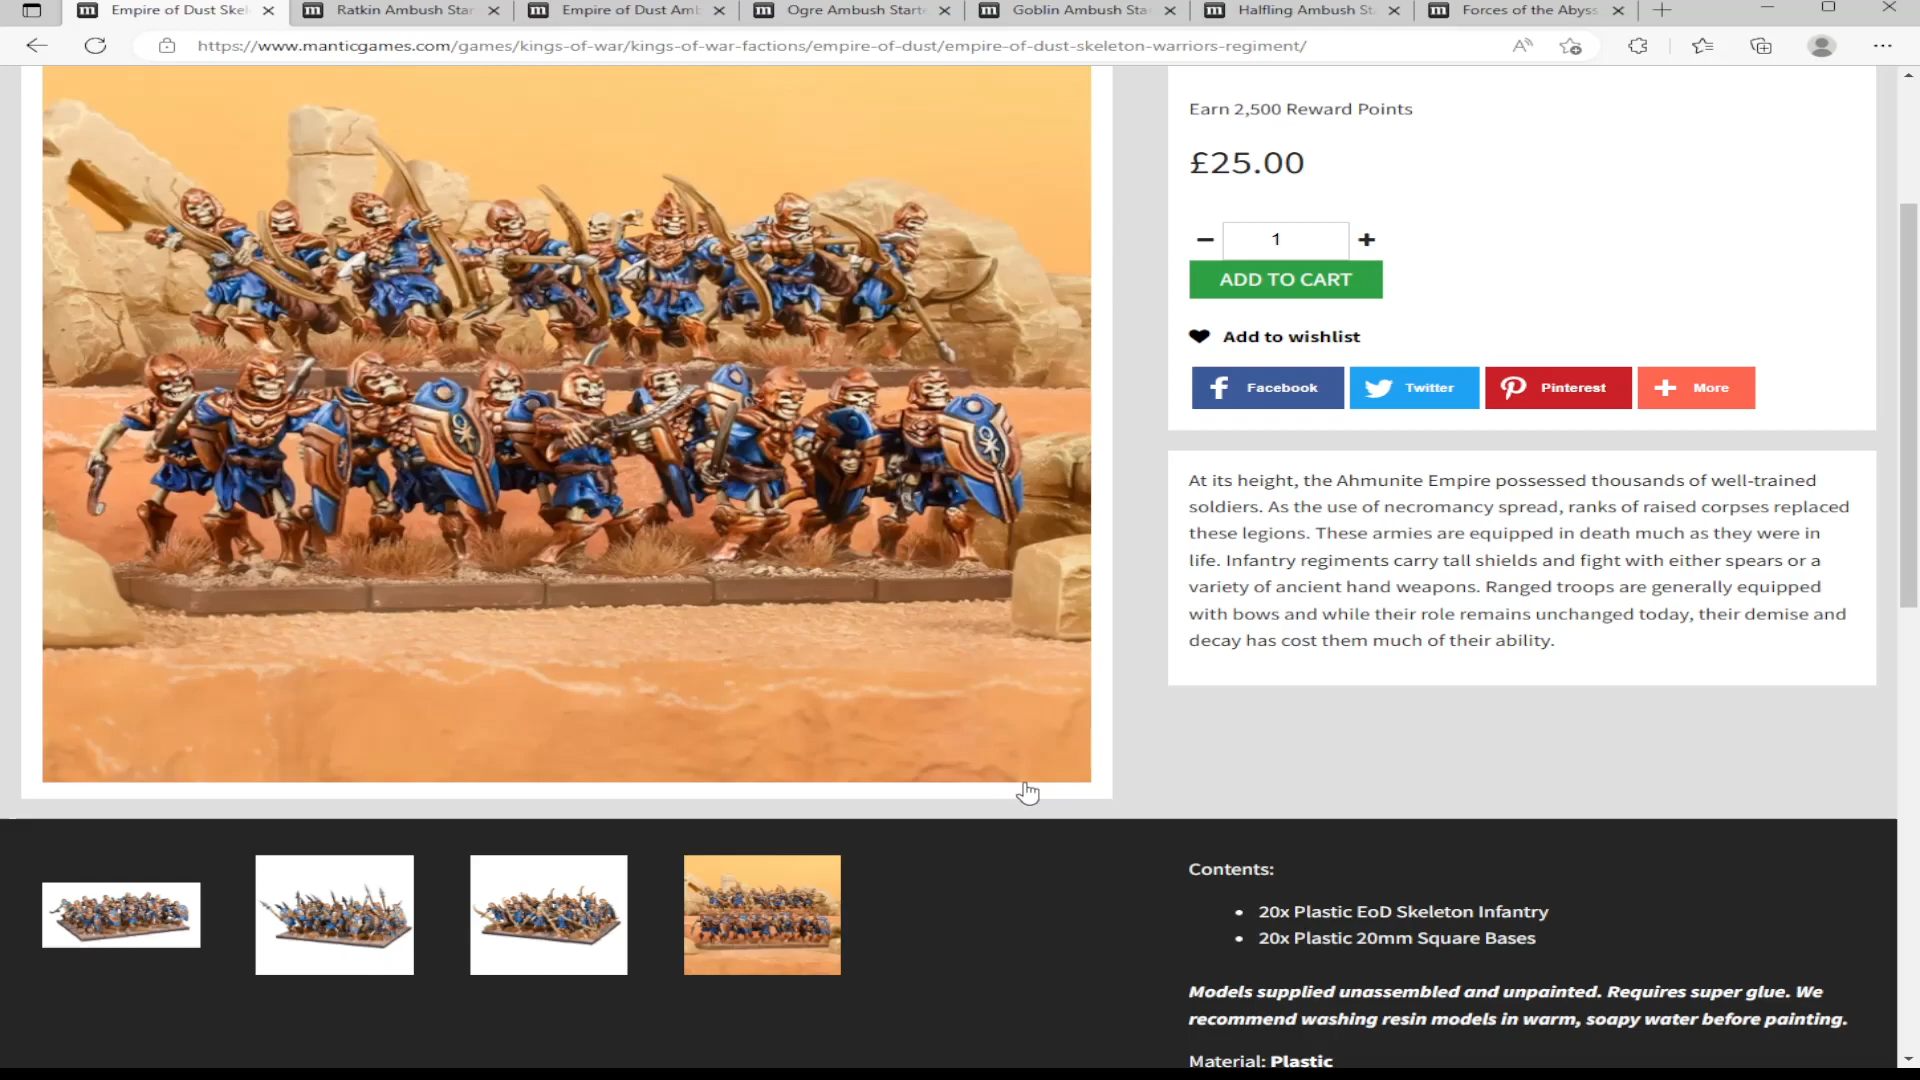 Empire of Dust Skel
Ratkin Ambush Star
Empire of Dust Amb
Ogre Ambush Starte
Goblin Ambush Sta
Halfling Ambush St
Forces of the Abyss
https://www.manticgames.com/games/kings-of-war/kings-of-war-factions/empire-of-dust/empire-of-dust-skeleton-warriors-regiment/
Earn 2,500 Reward Points
£25.00
− 1 +
ADD TO CART
Add to wishlist
Facebook
Twitter
Pinterest
More
At its height, the Ahmunite Empire possessed thousands of well-trained
soldiers. As the use of necromancy spread, ranks of raised corpses replaced
these legions. These armies are equipped in death much as they were in
life. Infantry regiments carry tall shields and fight with either spears or a
variety of ancient hand weapons. Ranged troops are generally equipped
with bows and while their role remains unchanged today, their demise and
decay has cost them much of their ability.
Contents:
• 20x Plastic EoD Skeleton Infantry
• 20x Plastic 20mm Square Bases
Models supplied unassembled and unpainted. Requires super glue. We
recommend washing resin models in warm, soapy water before painting.
Material: Plastic